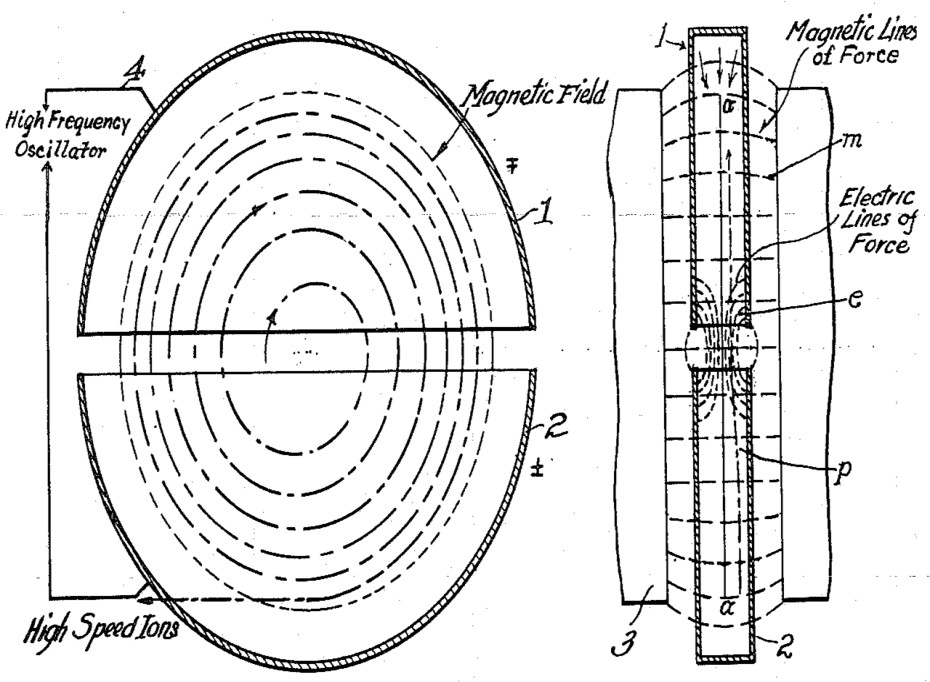 4
High Frequency
Oscillator
Magnetic Field
∓
1
2
±
High Speed Ions
1
Magnetic Lines
of Force
a
m
Electric
Lines of
Force
e
p
a
3
2